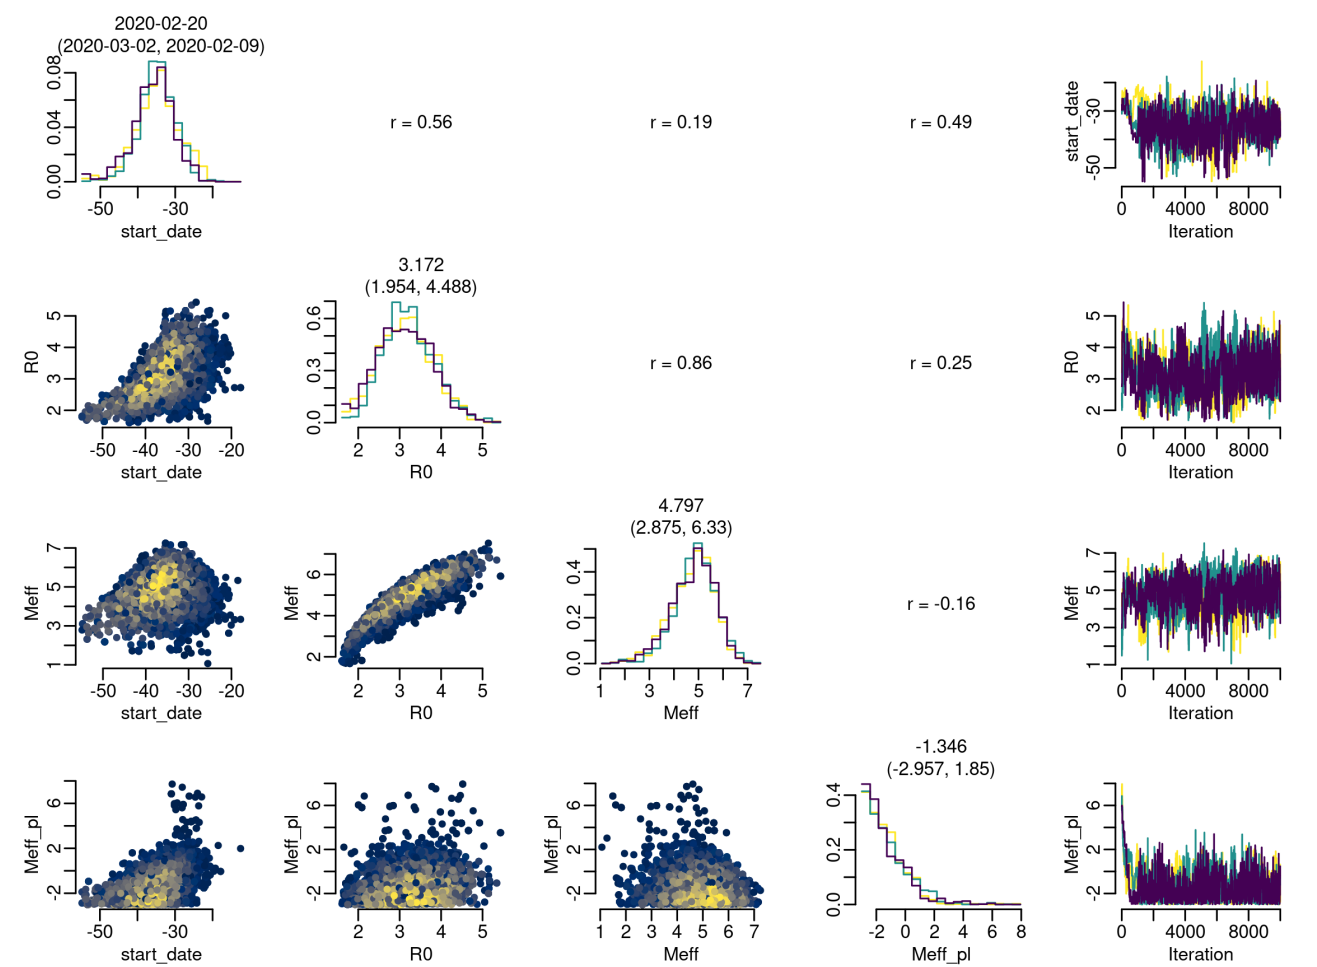 2020-02-20
(2020-03-02, 2020-02-09)
0.00 0.04 0.08
-50 -30
start_date
r = 0.56
r = 0.19
r = 0.49
start_date
-50 -30
0 4000 8000
Iteration
R0
2 3 4 5
-50 -40 -30 -20
start_date
3.172
(1.954, 4.488)
0.0 0.3 0.6
2 3 4 5
R0
r = 0.86
r = 0.25
R0
2 3 4 5
0 4000 8000
Iteration
Meff
1 3 5 7
-50 -40 -30 -20
start_date
Meff
2 4 6
2 3 4 5
R0
4.797
(2.875, 6.33)
0.0 0.2 0.4
1 3 5 7
Meff
r = -0.16
Meff
1 3 5 7
0 4000 8000
Iteration
Meff_pl
-2 2 6
-50 -30
start_date
Meff_pl
-2 2 6
2 3 4 5
R0
Meff_pl
-2 2 6
1 2 3 4 5 6 7
Meff
-1.346
(-2.957, 1.85)
0.0 0.2 0.4
-2 0 2 4 6 8
Meff_pl
Meff_pl
-2 2 6
0 4000 8000
Iteration